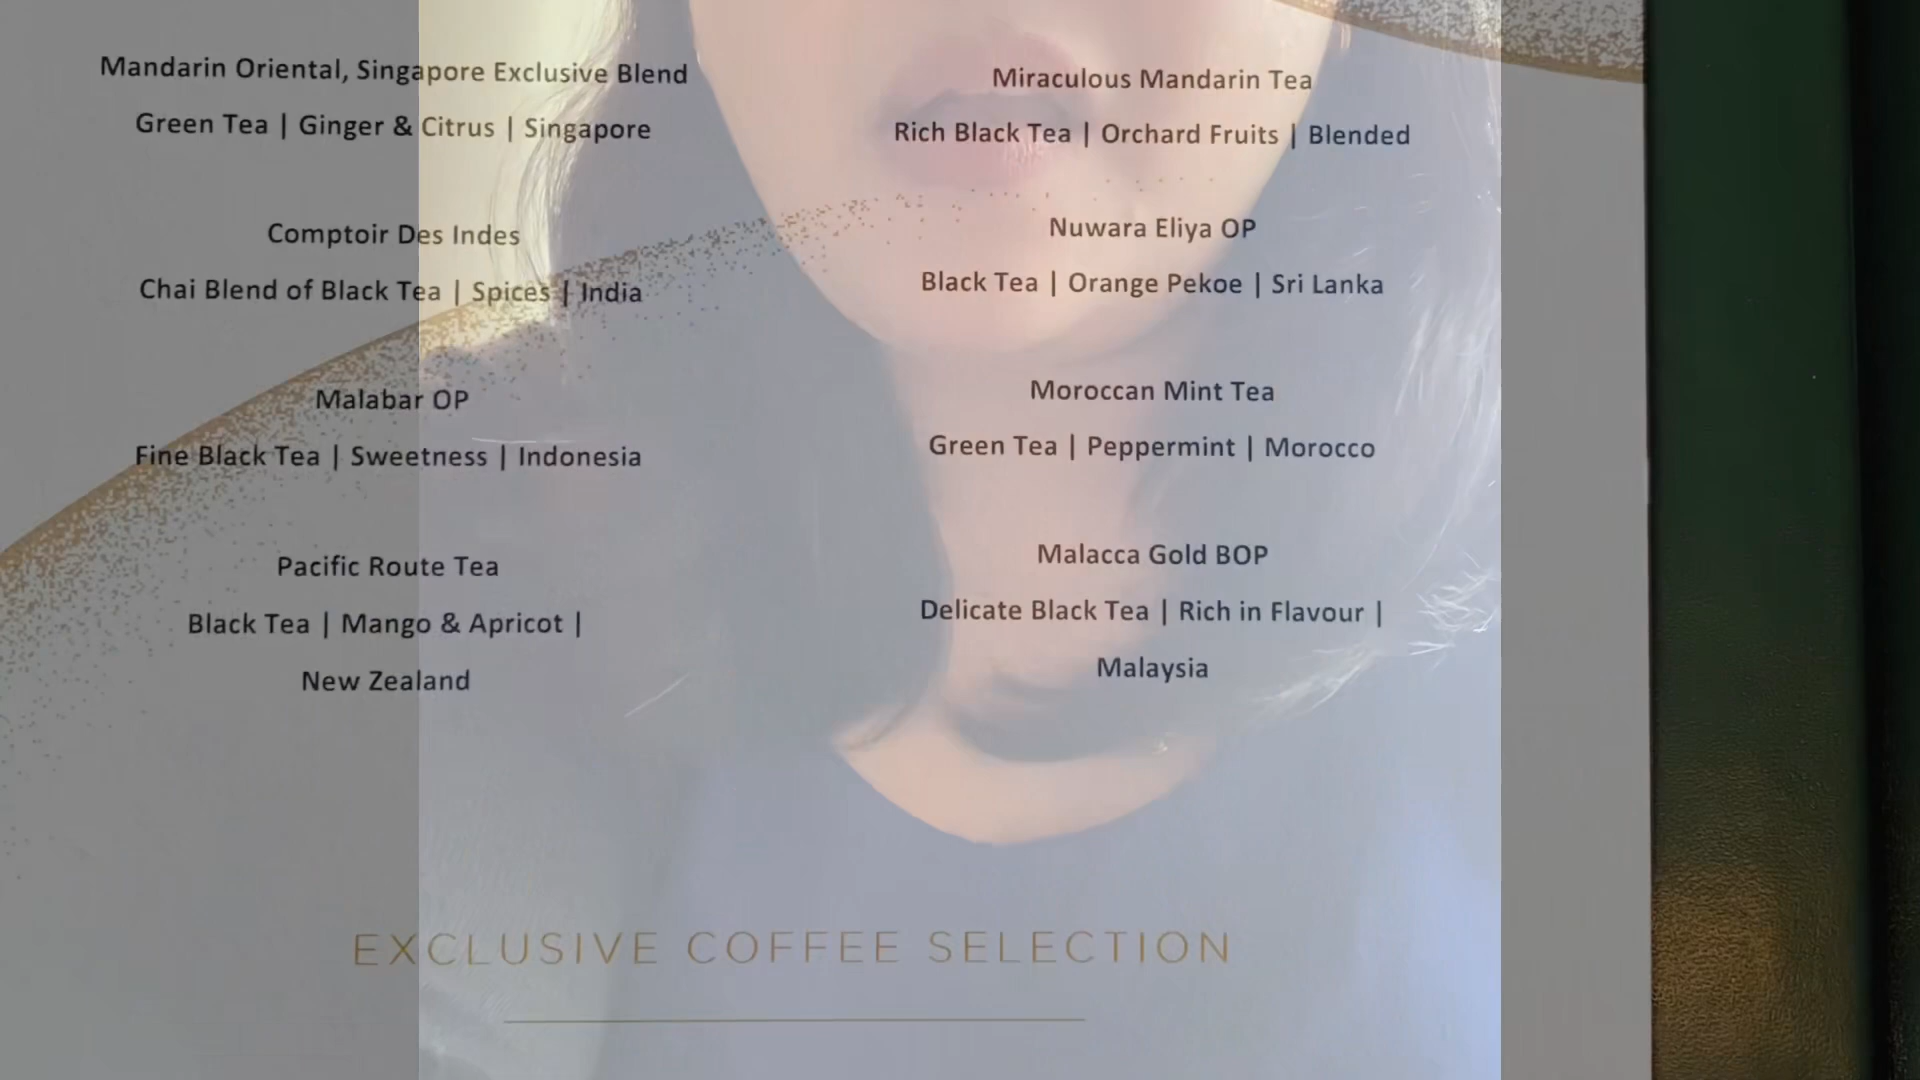 Mandarin Oriental, Singapore Exclusive Blend
Green Tea | Ginger & Citrus | Singapore
Comptoir Des Indes
Chai Blend of Black Tea | Spices | India
Malabar OP
Fine Black Tea | Sweetness | Indonesia
Pacific Route Tea
Black Tea | Mango & Apricot |
New Zealand
Miraculous Mandarin Tea
Rich Black Tea | Orchard Fruits | Blended
Nuwara Eliya OP
Black Tea | Orange Pekoe | Sri Lanka
Moroccan Mint Tea
Green Tea | Peppermint | Morocco
Malacca Gold BOP
Delicate Black Tea | Rich in Flavour |
Malaysia
EXCLUSIVE COFFEE SELECTION